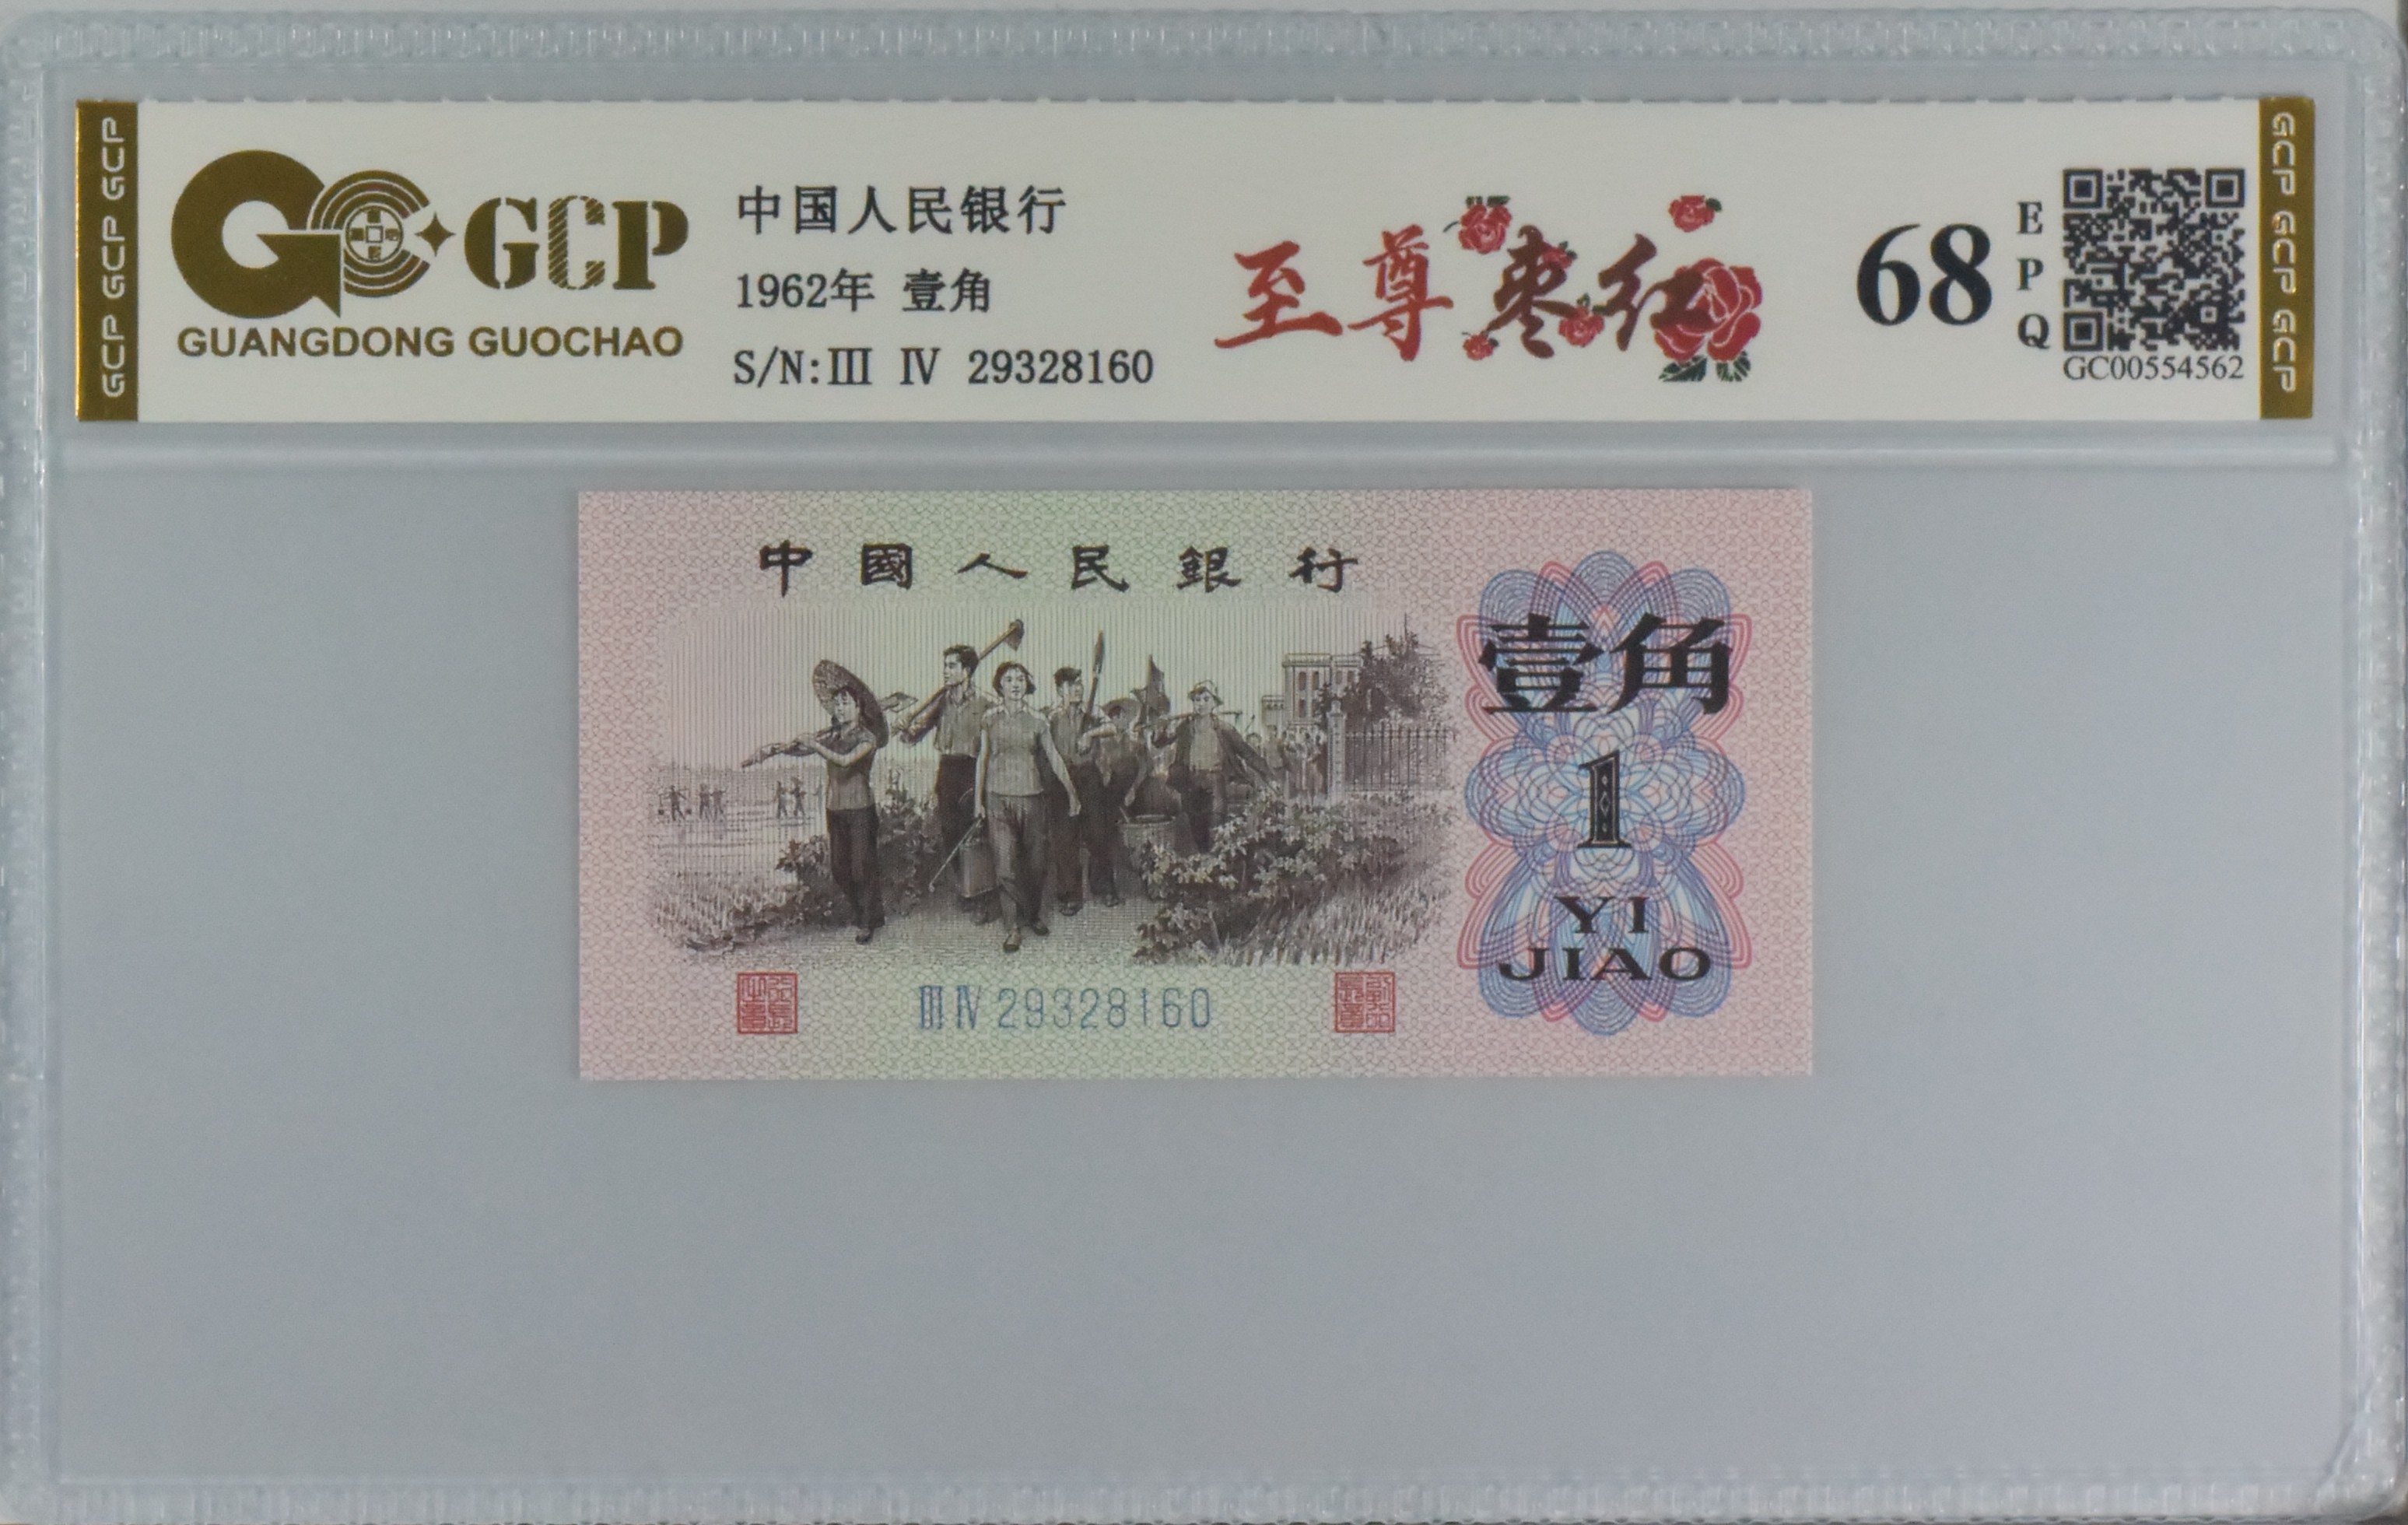 GCP GCP GCP
GCP
GUANGDONG GUOCHAO
中国人民银行
1962年 壹角
S/N:Ⅲ Ⅳ 29328160
至尊枣红
68
EPQ
GC00554562
GCP GCP GCP
中國人民銀行
壹角
1
YI
JIAO
Ⅲ Ⅳ 29328160